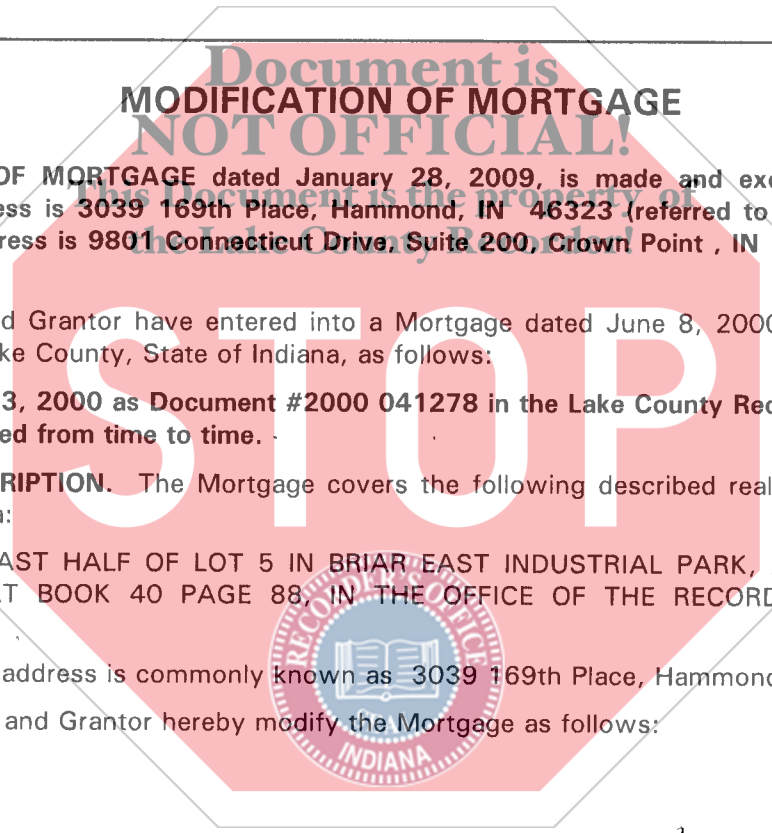 Document is
MODIFICATION OF MORTGAGE
NOT OFFICIAL!
OF MORTGAGE dated January 28, 2009, is made and exe
This Document is the property of
ess is 3039 169th Place, Hammond, IN 46323 (referred to
the Lake County Recorder!
ress is 9801 Connecticut Drive, Suite 200, Crown Point , IN
d Grantor have entered into a Mortgage dated June 8, 2000
ke County, State of Indiana, as follows:
3, 2000 as Document #2000 041278 in the Lake County Rec
ed from time to time.
STOP
RIPTION. The Mortgage covers the following described real
a:
AST HALF OF LOT 5 IN BRIAR EAST INDUSTRIAL PARK,
AT BOOK 40 PAGE 88, IN THE OFFICE OF THE RECORD
RECORDER'S OFFICE
address is commonly known as 3039 169th Place, Hammond
SEAL
and Grantor hereby modify the Mortgage as follows:
INDIANA